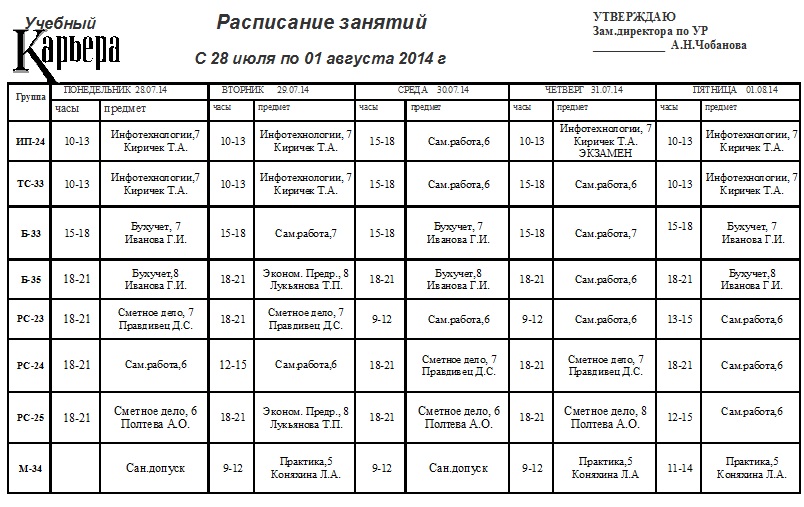 Учебный
Карьера
Расписание занятий
С 28 июля по 01 августа 2014 г
УТВЕРЖДАЮ
Зам.директора по УР
____________ А.Н.Чобанова
Группа ПОНЕДЕЛЬНИК 28.07.14 ВТОРНИК 29.07.14 СРЕДА 30.07.14 ЧЕТВЕРГ 31.07.14 ПЯТНИЦА 01.08.14
часы предмет часы предмет часы предмет часы предмет часы предмет
ИП-24 10-13 Инфотехнологии,7 Киричек Т.А. 10-13 Инфотехнологии, 7 Киричек Т.А. 15-18 Сам.работа,6 10-13 Инфотехнологии, 7 Киричек Т.А. ЭКЗАМЕН 10-13 Инфотехнологии, 7 Киричек Т.А.
ТС-33 10-13 Инфотехнологии,7 Киричек Т.А. 10-13 Инфотехнологии, 7 Киричек Т.А. 15-18 Сам.работа,6 15-18 Сам.работа,6 10-13 Инфотехнологии, 7 Киричек Т.А.
Б-33 15-18 Бухучет, 7 Иванова Г.И. 15-18 Сам.работа,7 15-18 Бухучет, 7 Иванова Г.И. 15-18 Сам.работа,7 15-18 Бухучет, 7 Иванова Г.И.
Б-35 18-21 Бухучет,8 Иванова Г.И. 18-21 Эконом. Предр., 8 Лукьянова Т.П. 18-21 Бухучет,8 Иванова Г.И. 18-21 Сам.работа,6 18-21 Бухучет,8 Иванова Г.И.
РС-23 18-21 Сметное дело, 7 Правдивец Д.С. 18-21 Сметное дело, 7 Правдивец Д.С. 9-12 Сам.работа,6 9-12 Сам.работа,6 13-15 Сам.работа,6
РС-24 18-21 Сам.работа,6 12-15 Сам.работа,6 18-21 Сметное дело, 7 Правдивец Д.С. 18-21 Сметное дело, 7 Правдивец Д.С. 18-21 Сам.работа,6
РС-25 18-21 Сметное дело, 6 Полтева А.О. 18-21 Эконом. Предр., 8 Лукьянова Т.П. 18-21 Сметное дело, 6 Полтева А.О. 18-21 Сметное дело, 8 Полтева А.О. 12-15 Сам.работа,6
М-34 Сан.допуск 9-12 Практика,5 Коняхина Л.А. 9-12 Сан.допуск 9-12 Практика,5 Коняхина Л.А 11-14 Практика,5 Коняхина Л.А.